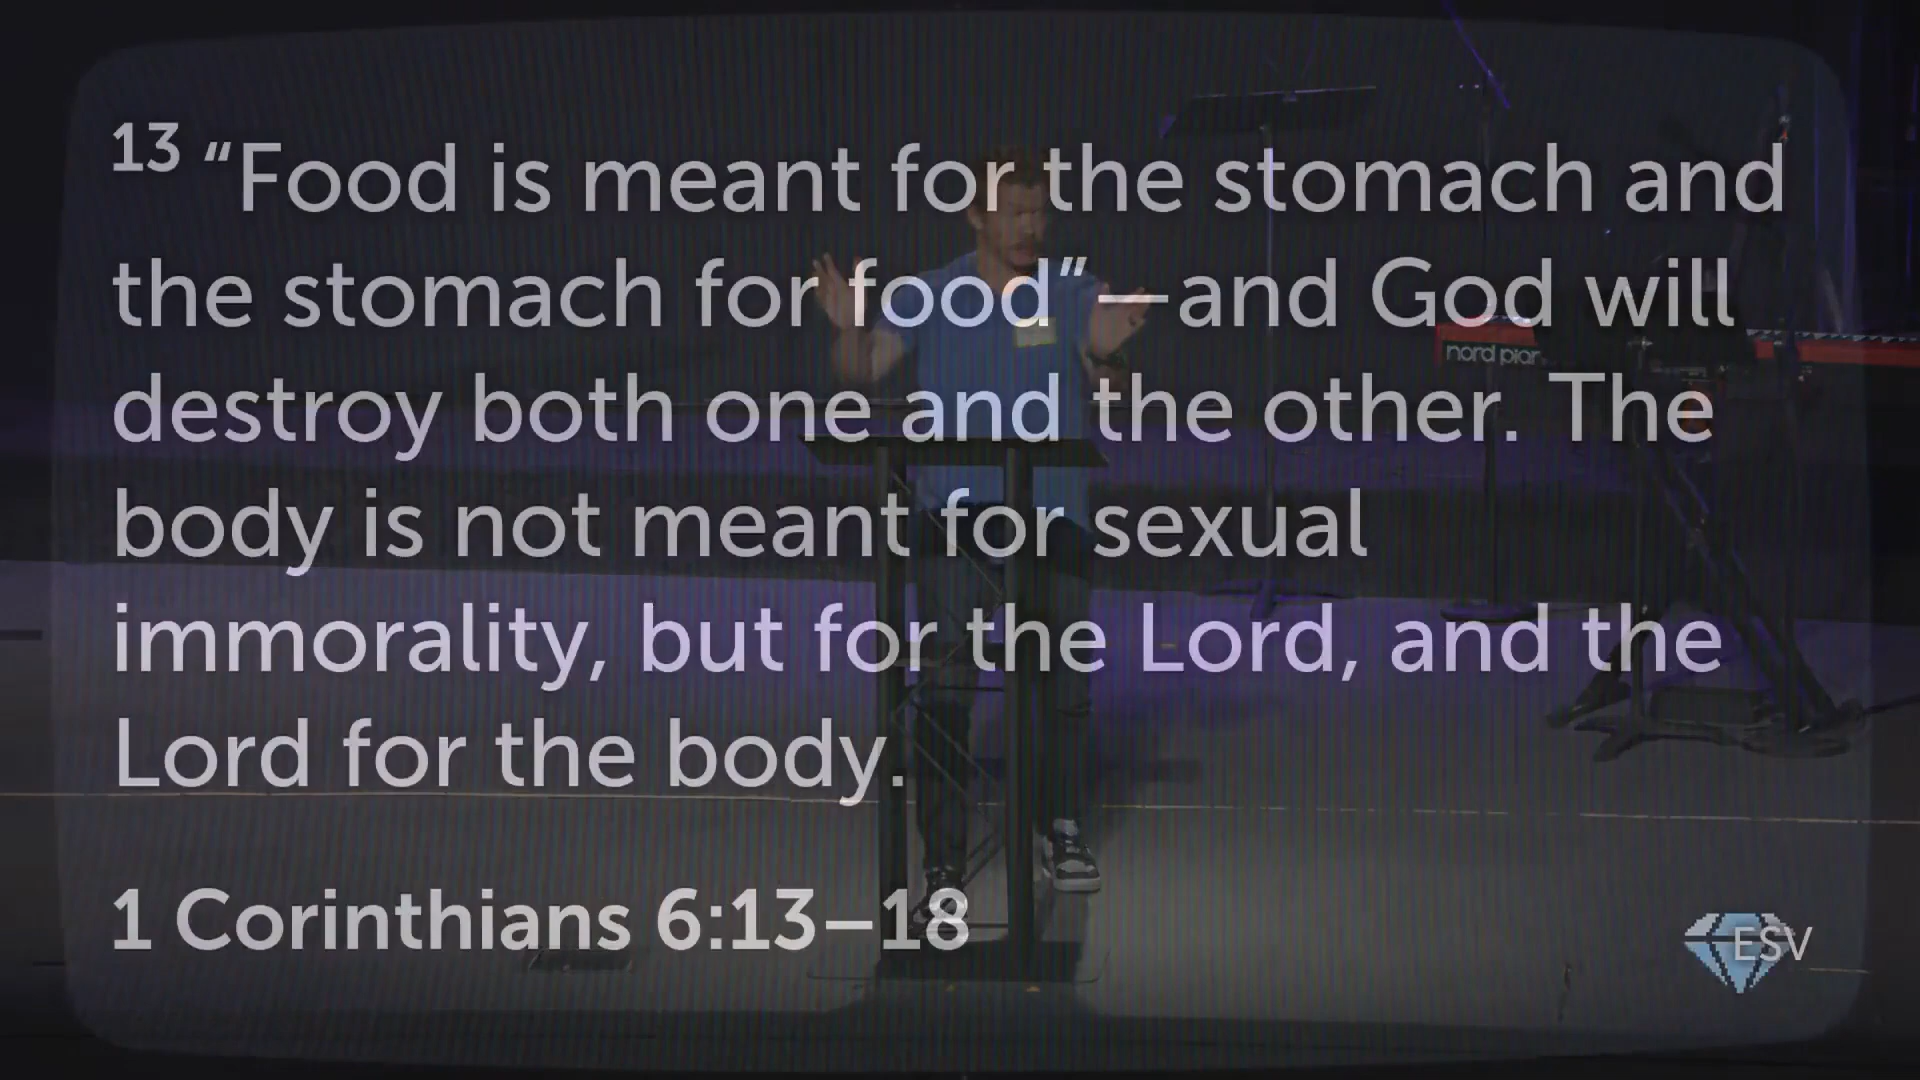 13 “Food is meant for the stomach and
the stomach for food”—and God will
destroy both one and the other. The
body is not meant for sexual
immorality, but for the Lord, and the
Lord for the body.
1 Corinthians 6:13–18
ESV
nord pian